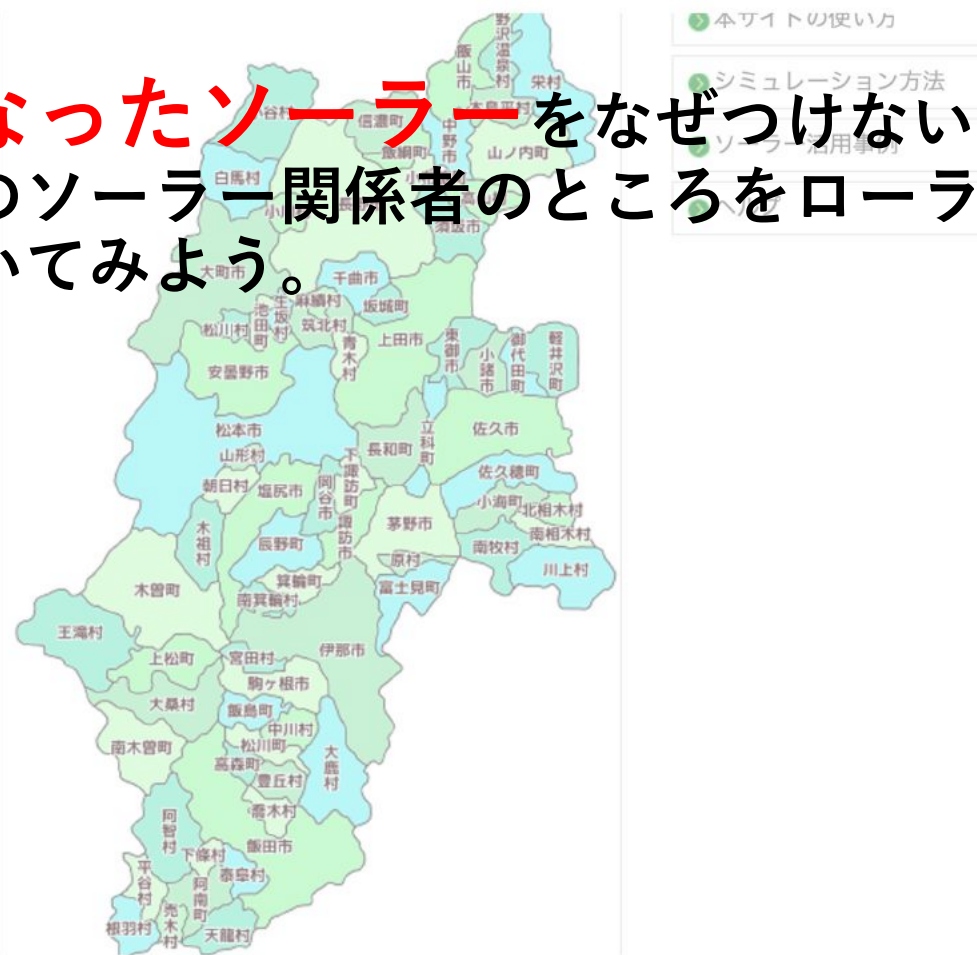 本サイトの使い方
シミュレーション方法
ソーラー活用事例
ヘルプ
なったソーラーをなぜつけない
のソーラー関係者のところをローラ
いてみよう。
野沢温泉村
飯山市
栄村
小谷村
信濃町
木島平村
中野市
飯綱町
山ノ内町
白馬村
須坂市
大町市
千曲市
麻績村
坂城町
生坂村
池田町
松川村
筑北村
青木村
上田市
東御市
小諸市
御代田町
軽井沢町
安曇野市
松本市
山形村
長和町
立科町
佐久市
朝日村
塩尻市
岡谷市
下諏訪町
佐久穂町
小海町
北相木村
木祖村
辰野町
諏訪市
茅野市
南相木村
南牧村
原村
川上村
木曽町
箕輪町
富士見町
南箕輪村
王滝村
上松町
宮田村
伊那市
駒ヶ根市
大桑村
飯島町
中川村
南木曽町
松川町
高森町
大鹿村
豊丘村
喬木村
阿智村
飯田市
下條村
平谷村
泰阜村
阿南町
売木村
根羽村
天龍村